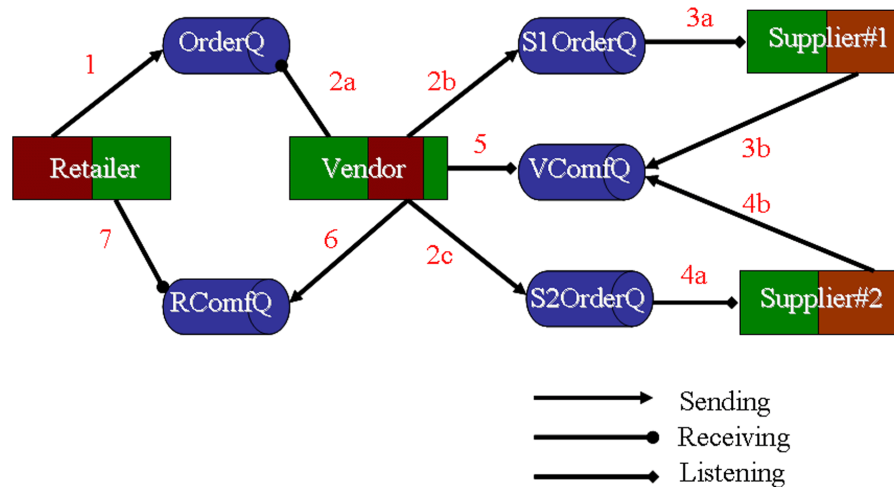 1
OrderQ
2a
2b
S1OrderQ
3a
Supplier#1
Retailer
Vendor
5
VComfQ
3b
4b
7
RComfQ
6
2c
S2OrderQ
4a
Supplier#2
Sending
Receiving
Listening